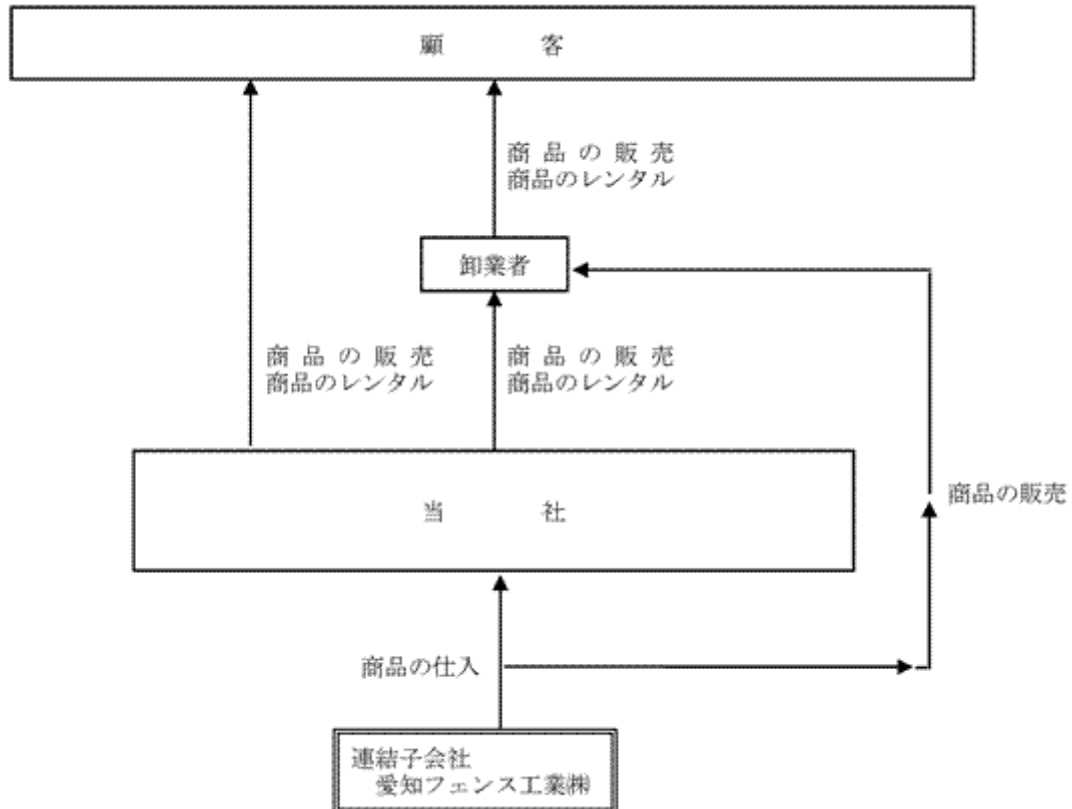 顧客
商品の販売
商品のレンタル
卸業者
商品の販売
商品のレンタル
商品の販売
商品のレンタル
当社
商品の販売
商品の仕入
連結子会社
愛知フェンス工業㈱